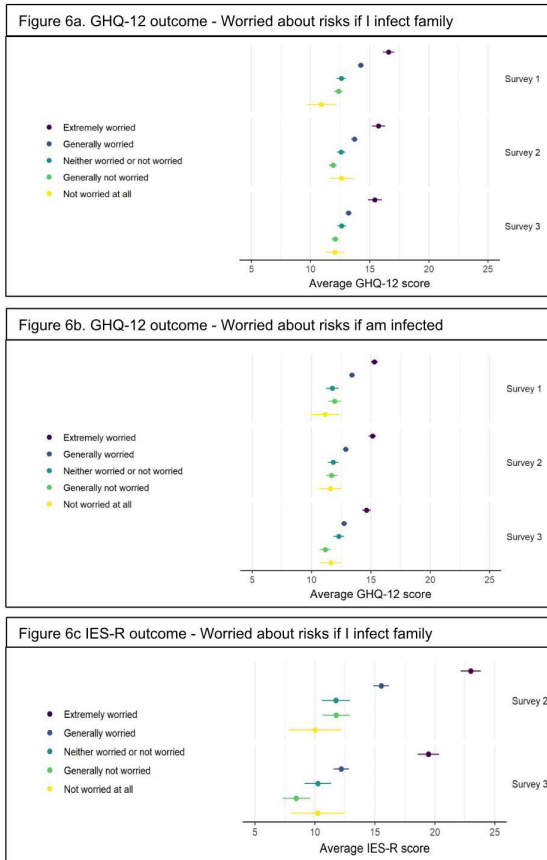 Figure 6a. GHQ-12 outcome - Worried about risks if I infect family
Survey 1
Extremely worried
Generally worried
Neither worried or not worried
Generally not worried
Not worried at all
Survey 2
Survey 3
5 10 15 20 25
Average GHQ-12 score
Figure 6b. GHQ-12 outcome - Worried about risks if am infected
Survey 1
Extremely worried
Generally worried
Neither worried or not worried
Generally not worried
Not worried at all
Survey 2
Survey 3
5 10 15 20 25
Average GHQ-12 score
Figure 6c IES-R outcome - Worried about risks if I infect family
Survey 2
Extremely worried
Generally worried
Neither worried or not worried
Generally not worried
Not worried at all
Survey 3
5 10 15 20 25
Average IES-R score